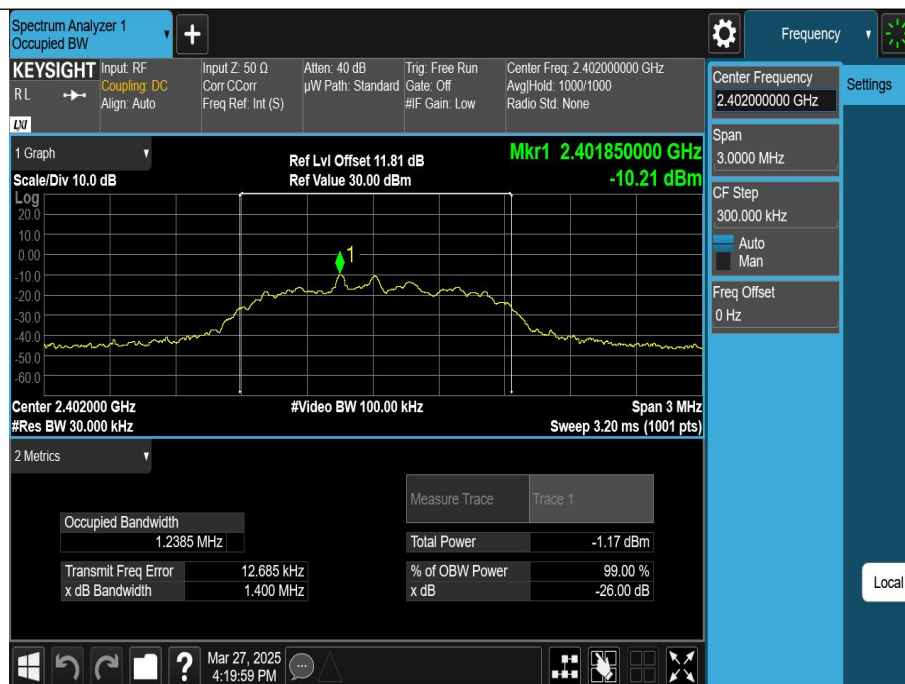 Spectrum Analyzer 1
Occupied BW
+
Frequency
KEYSIGHT
RL
LXI
Input: RF
Coupling: DC
Align: Auto
Input Z: 50 Ω
Corr CCorr
Freq Ref: Int (S)
Atten: 40 dB
µW Path: Standard
Trig: Free Run
Gate: Off
#IF Gain: Low
Center Freq: 2.402000000 GHz
Avg|Hold: 1000/1000
Radio Std: None
Center Frequency
2.402000000 GHz
Settings
Span
3.0000 MHz
CF Step
300.000 kHz
Auto
Man
Freq Offset
0 Hz
Local
1 Graph
Scale/Div 10.0 dB
Ref Lvl Offset 11.81 dB
Ref Value 30.00 dBm
Mkr1 2.401850000 GHz
-10.21 dBm
Log
20.0
10.0
0.00
-10.0
-20.0
-30.0
-40.0
-50.0
-60.0
1
Center 2.402000 GHz
#Res BW 30.000 kHz
#Video BW 100.00 kHz
Span 3 MHz
Sweep 3.20 ms (1001 pts)
2 Metrics
Measure Trace Trace 1
Occupied Bandwidth
1.2385 MHz
Total Power -1.17 dBm
Transmit Freq Error 12.685 kHz
% of OBW Power 99.00 %
x dB Bandwidth 1.400 MHz
x dB -26.00 dB
?
Mar 27, 2025
4:19:59 PM